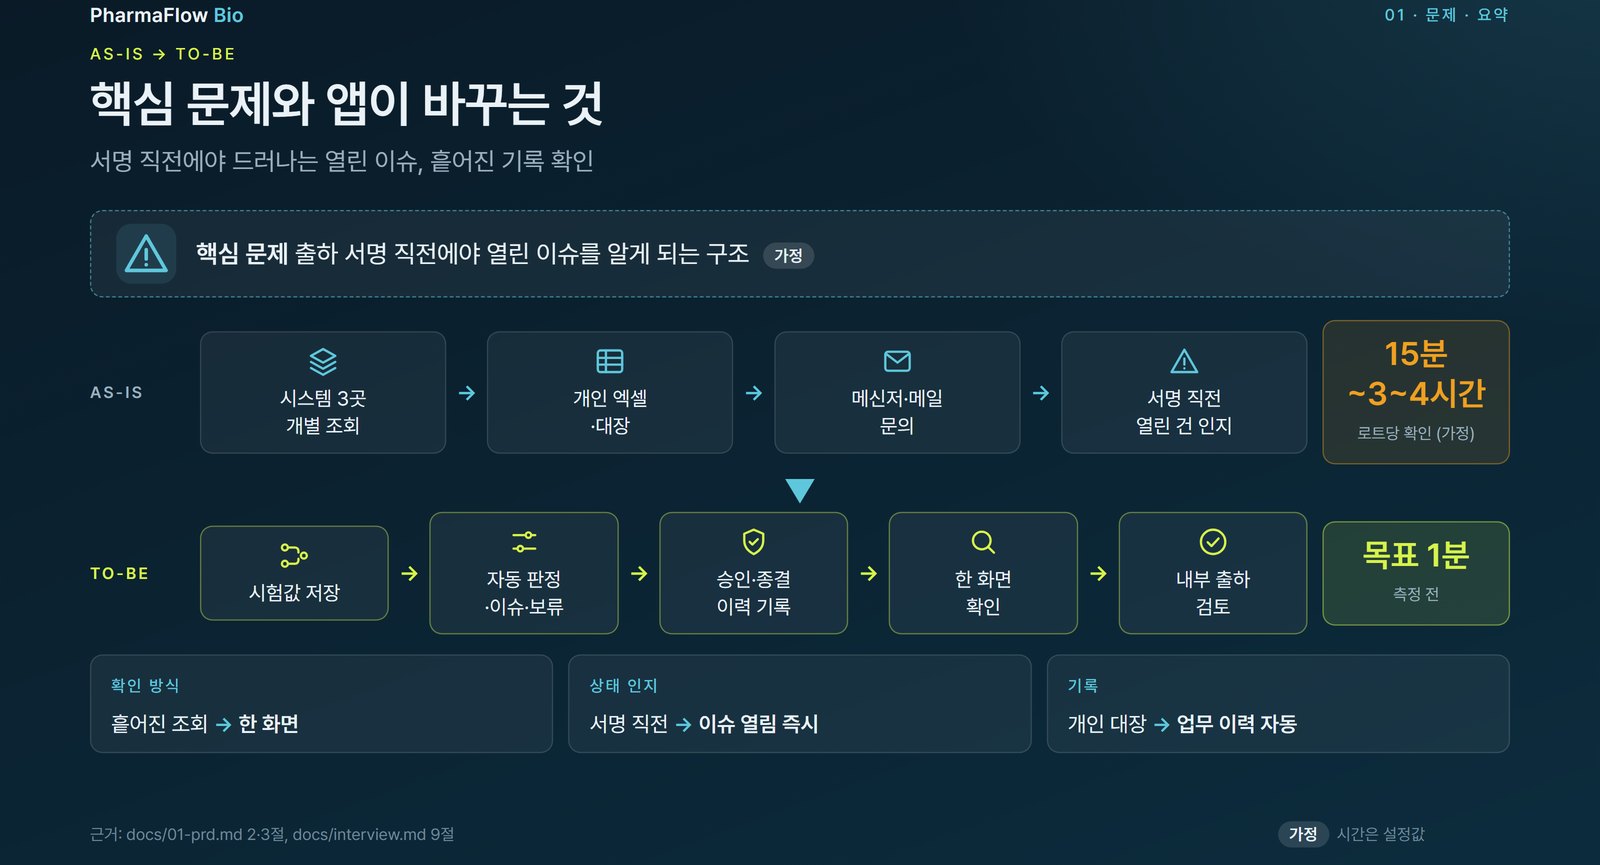 PharmaFlow Bio
01 · 문제 · 요약
AS-IS → TO-BE
핵심 문제와 앱이 바꾸는 것
서명 직전에야 드러나는 열린 이슈, 흩어진 기록 확인
핵심 문제 출하 서명 직전에야 열린 이슈를 알게 되는 구조 가정
AS-IS
시스템 3곳
개별 조회
→
개인 엑셀
·대장
→
메신저·메일
문의
→
서명 직전
열린 건 인지
15분
~3~4시간
로트당 확인 (가정)
TO-BE
시험값 저장
→
자동 판정
·이슈·보류
→
승인·종결
이력 기록
→
한 화면
확인
→
내부 출하
검토
목표 1분
측정 전
확인 방식
흩어진 조회 → 한 화면
상태 인지
서명 직전 → 이슈 열림 즉시
기록
개인 대장 → 업무 이력 자동
근거: docs/01-prd.md 2·3절, docs/interview.md 9절
가정 시간은 설정값